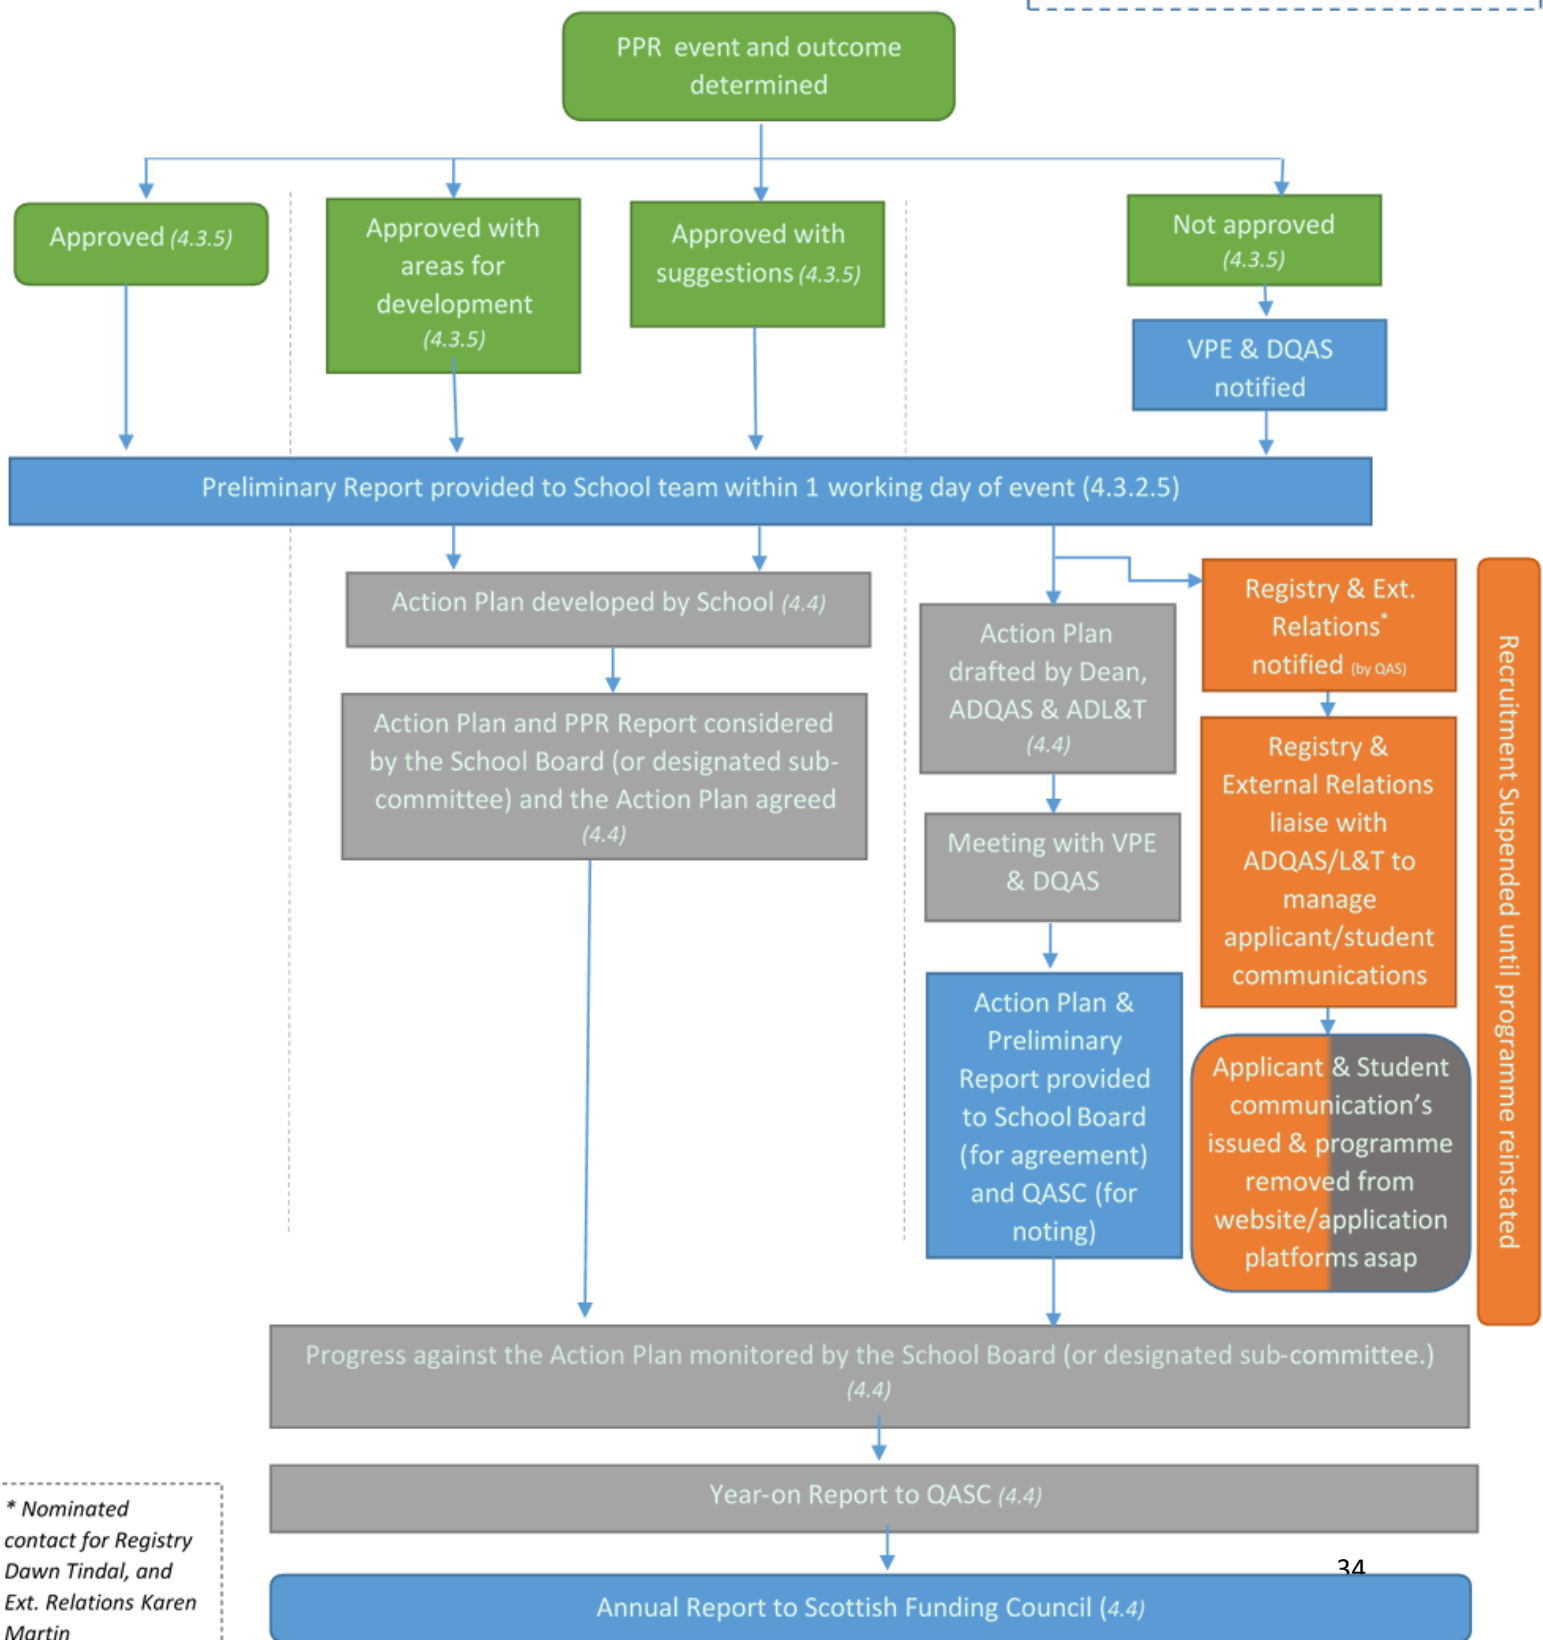 PPR event and outcome
determined
Approved (4.3.5)
Approved with
areas for
development
(4.3.5)
Approved with
suggestions (4.3.5)
Not approved
(4.3.5)
VPE & DQAS
notified
Preliminary Report provided to School team within 1 working day of event (4.3.2.5)
Action Plan developed by School (4.4)
Action Plan and PPR Report considered
by the School Board (or designated sub-
committee) and the Action Plan agreed
(4.4)
Action Plan
drafted by Dean,
ADQAS & ADL&T
(4.4)
Meeting with VPE
& DQAS
Action Plan &
Preliminary
Report provided
to School Board
(for agreement)
and QASC (for
noting)
Registry & Ext.
Relations*
notified (by QAS)
Registry &
External Relations
liaise with
ADQAS/L&T to
manage
applicant/student
communications
Applicant & Student
communication's
issued & programme
removed from
website/application
platforms asap
Recruitment Suspended until programme reinstated
Progress against the Action Plan monitored by the School Board (or designated sub-committee.)
(4.4)
Year-on Report to QASC (4.4)
34
Annual Report to Scottish Funding Council (4.4)
* Nominated
contact for Registry
Dawn Tindal, and
Ext. Relations Karen
Martin